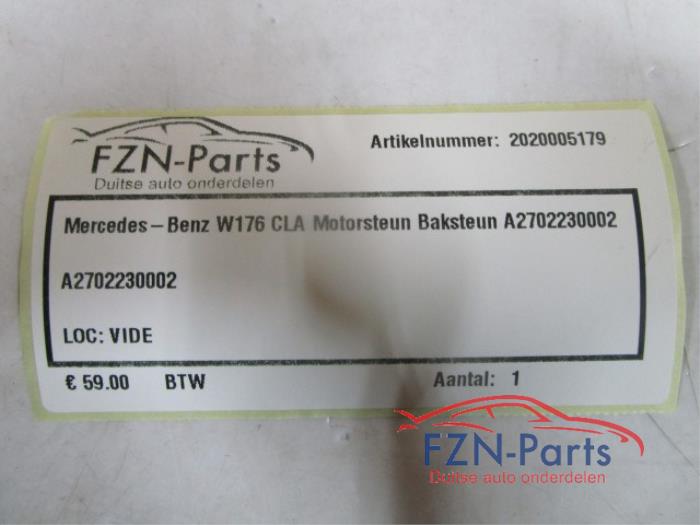 FZN-Parts
Duitse auto onderdelen
Artikelnummer: 2020005179
Mercedes-Benz W176 CLA Motorsteun Baksteun A2702230002
A2702230002
LOC: VIDE
€ 59.00 BTW
Aantal: 1
FZN-Parts
Duitse auto onderdelen